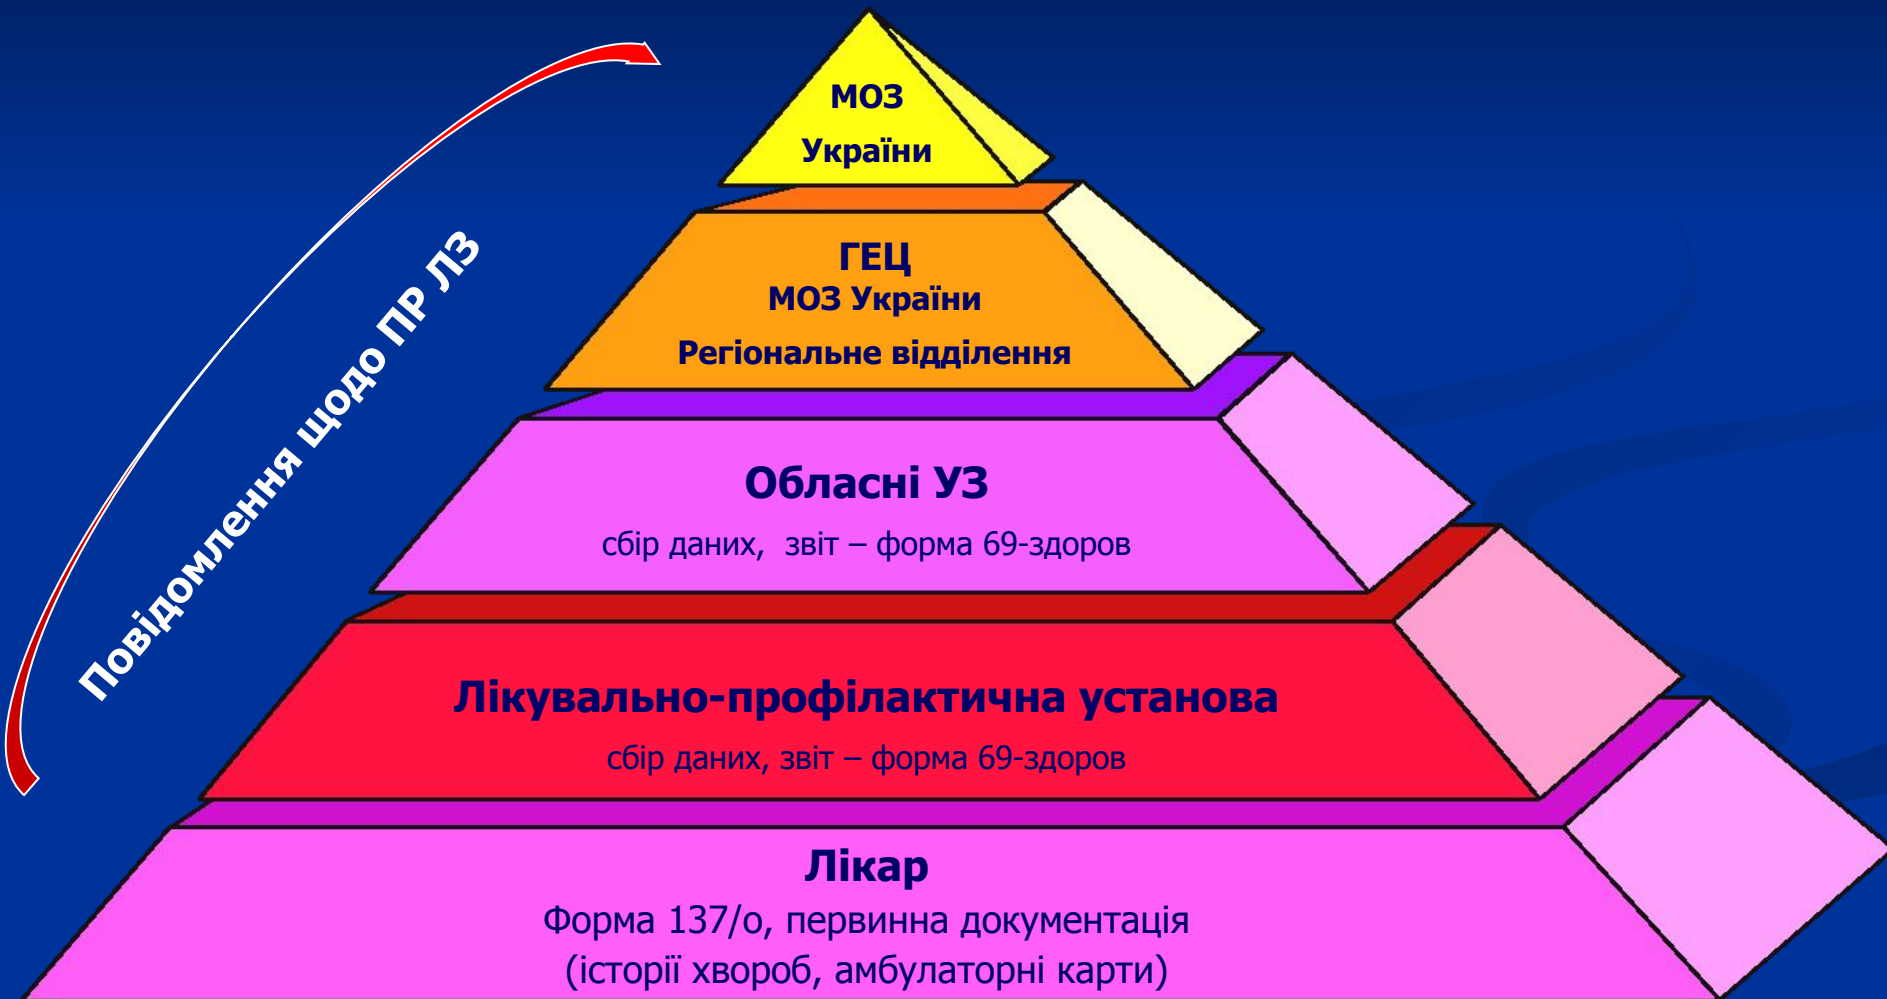 МОЗ
України
ГЕЦ
МОЗ України
Регіональне відділення
Повідомлення щодо ПР ЛЗ
Обласні УЗ
сбір даних, звіт – форма 69-здоров
Лікувально-профілактична установа
сбір даних, звіт – форма 69-здоров
Лікар
Форма 137/о, первинна документація
(історії хвороб, амбулаторні карти)